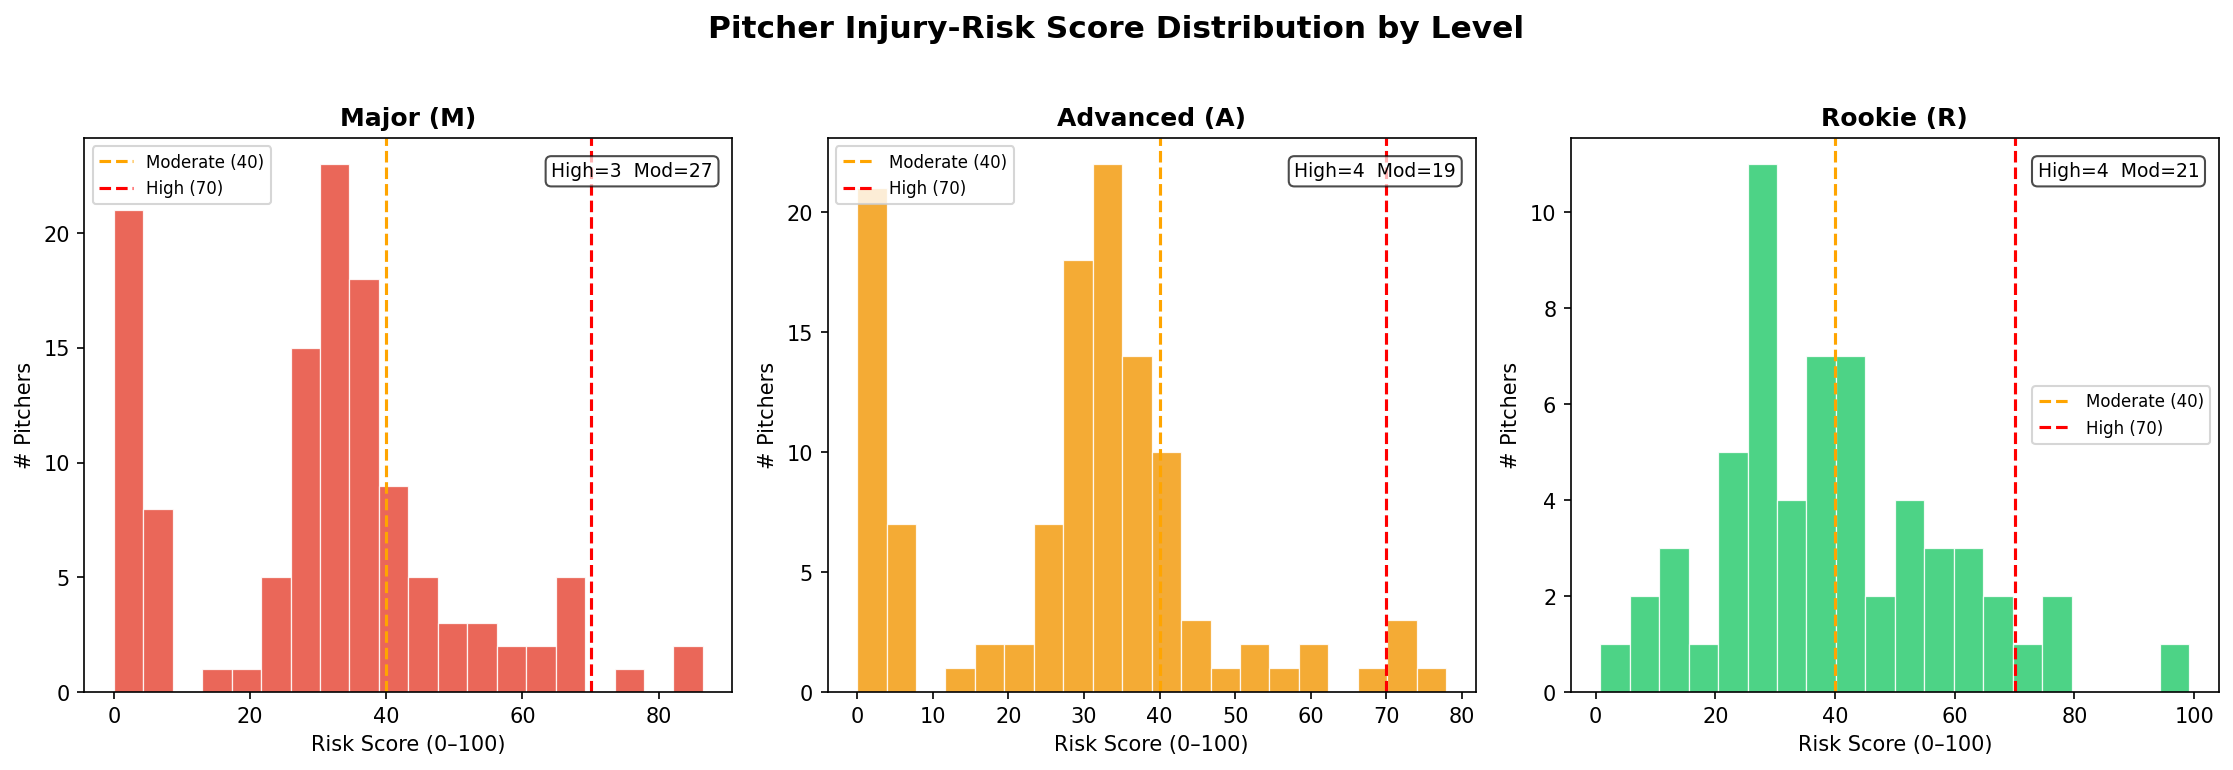 Pitcher Injury-Risk Score Distribution by Level
Major (M)
Moderate (40)
High (70)
High=3  Mod=27
# Pitchers
0
5
10
15
20
0
20
40
60
80
Risk Score (0–100)
Advanced (A)
Moderate (40)
High (70)
High=4  Mod=19
# Pitchers
0
5
10
15
20
0
10
20
30
40
50
60
70
80
Risk Score (0–100)
Rookie (R)
High=4  Mod=21
Moderate (40)
High (70)
# Pitchers
0
2
4
6
8
10
0
20
40
60
80
100
Risk Score (0–100)